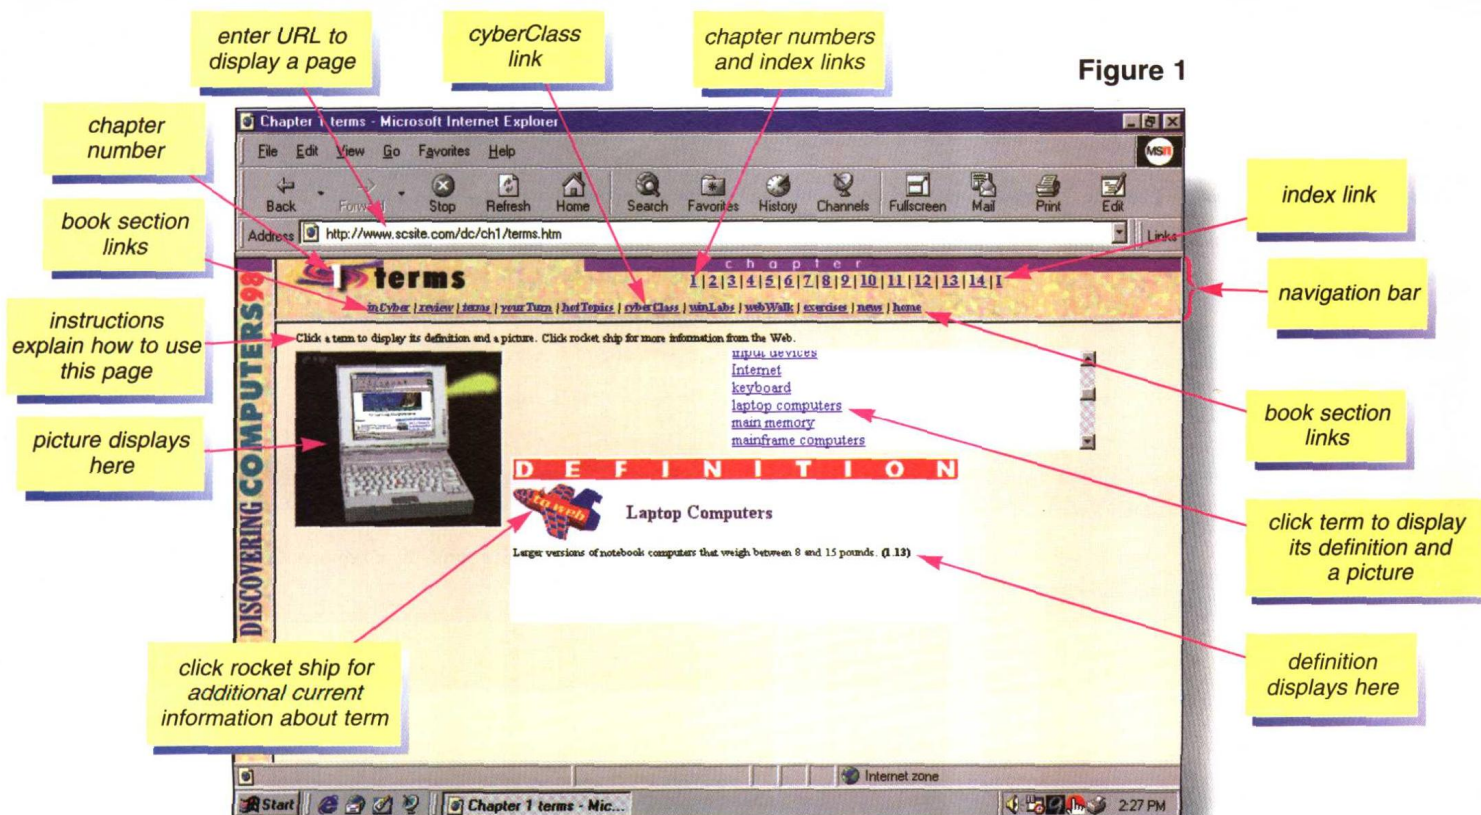 enter URL to
display a page
cyberClass
link
chapter numbers
and index links
Figure 1
chapter
number
book section
links
instructions
explain how to use
this page
picture displays
here
click rocket ship for
additional current
information about term
index link
navigation bar
book section
links
click term to display
its definition and
a picture
definition
displays here
Chapter 1 terms - Microsoft Internet Explorer
File Edit View Go Favorites Help
MSn
Back Forward Stop Refresh Home Search Favorites History Channels Fullscreen Mail Print Edit
Address http://www.scsite.com/dc/ch1/terms.htm Links
chapter
1 terms
1 | 2 | 3 | 4 | 5 | 6 | 7 | 8 | 9 | 10 | 11 | 12 | 13 | 14 | I
inCyber | review | terms | yourTurn | hotTopics | cyberClass | winLabs | webWalk | exercises | news | home
DISCOVERING COMPUTERS 98
Click a term to display its definition and a picture. Click rocket ship for more information from the Web.
input devices
Internet
keyboard
laptop computers
main memory
mainframe computers
DEFINITION
to web
Laptop Computers
Larger versions of notebook computers that weigh between 8 and 15 pounds. (1.13)
Internet zone
Start Chapter 1 terms - Mic... 2:27 PM